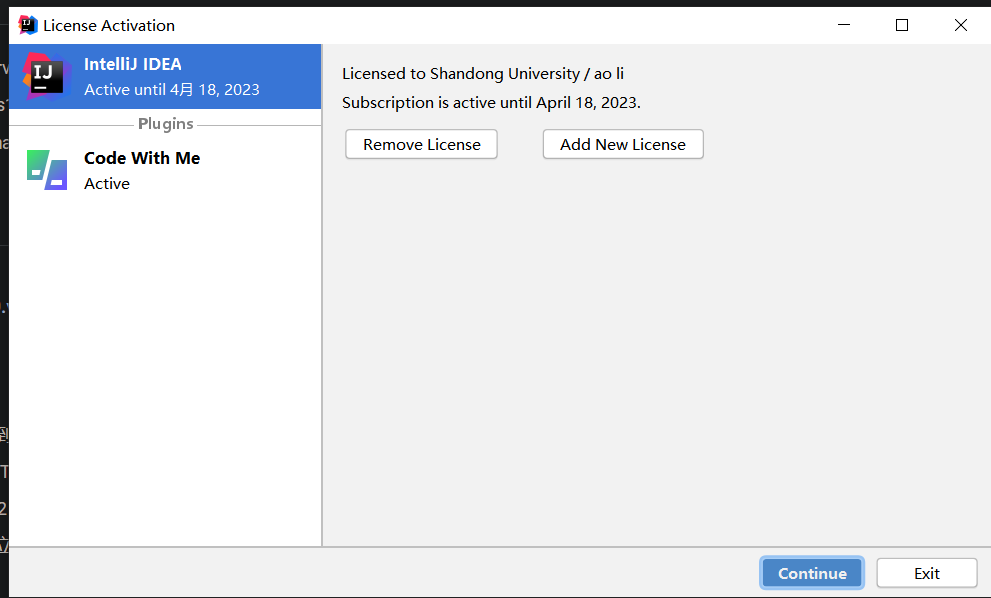 License Activation
IJ
IntelliJ IDEA
Active until 4月 18, 2023
Plugins
Code With Me
Active
Licensed to Shandong University / ao li
Subscription is active until April 18, 2023.
Remove License
Add New License
Continue
Exit